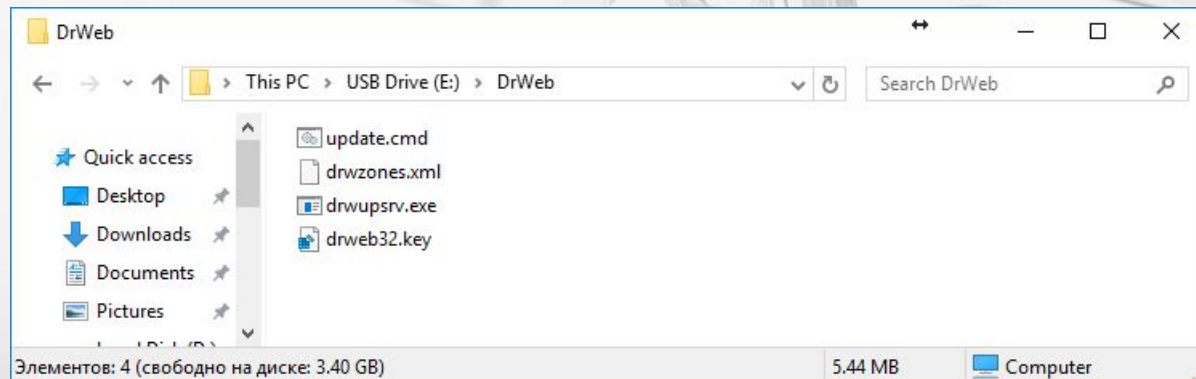 DrWeb
This PC > USB Drive (E:) > DrWeb
Search DrWeb
Quick access
Desktop
Downloads
Documents
Pictures
update.cmd
drwzones.xml
drwupsrv.exe
drweb32.key
Элементов: 4 (свободно на диске: 3.40 GB)
5.44 MB
Computer